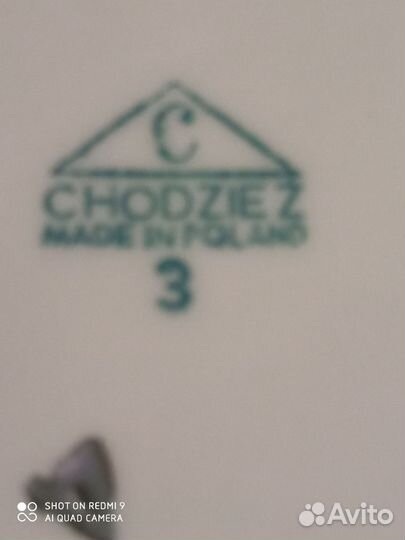 C
CHODZIEŻ
MADE IN POLAND
3
SHOT ON REDMI 9
AI QUAD CAMERA
Avito